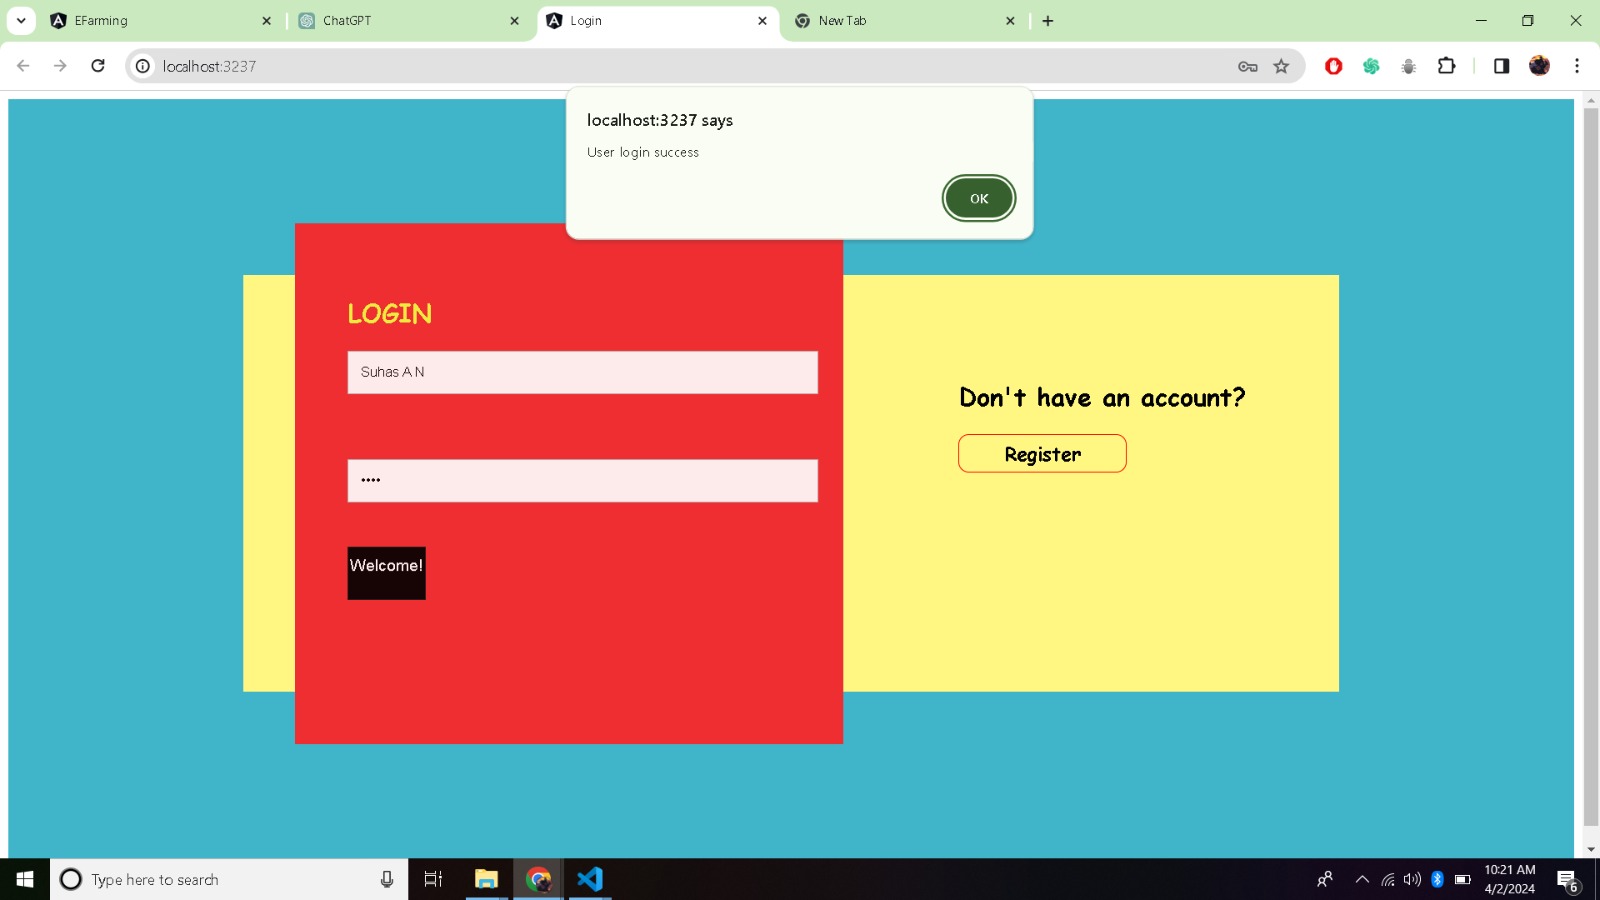 EFarming
ChatGPT
Login
New Tab
localhost:3237
localhost:3237 says
User login success
OK
LOGIN
Suhas A N
••••
Welcome!
Don't have an account?
Register
Type here to search
10:21 AM
4/2/2024
6